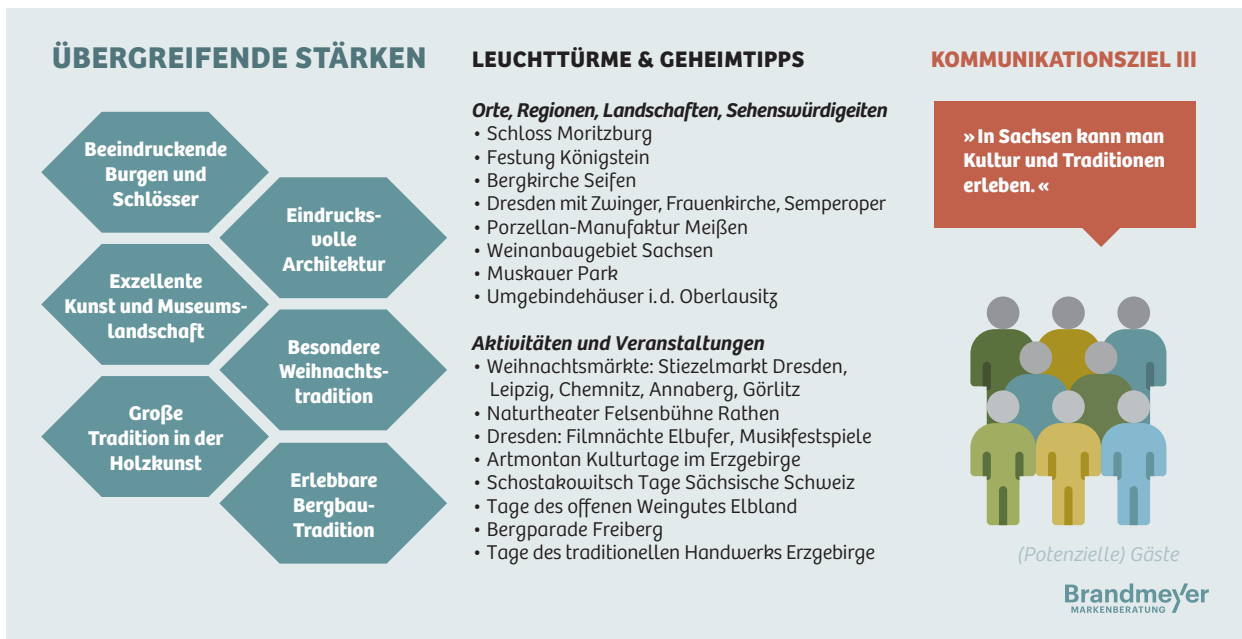 ÜBERGREIFENDE STÄRKEN
Beeindruckende
Burgen und
Schlösser
Eindrucks-
volle
Architektur
Exzellente
Kunst und Museums-
landschaft
Besondere
Weihnachts-
tradition
Große
Tradition in der
Holzkunst
Erlebbare
Bergbau-
Tradition
LEUCHTTÜRME & GEHEIMTIPPS
Orte, Regionen, Landschaften, Sehenswürdigeiten
• Schloss Moritzburg
• Festung Königstein
• Bergkirche Seifen
• Dresden mit Zwinger, Frauenkirche, Semperoper
• Porzellan-Manufaktur Meißen
• Weinanbaugebiet Sachsen
• Muskauer Park
• Umgebindehäuser i. d. Oberlausitz
Aktivitäten und Veranstaltungen
• Weihnachtsmärkte: Stiezelmarkt Dresden,
Leipzig, Chemnitz, Annaberg, Görlitz
• Naturtheater Felsenbühne Rathen
• Dresden: Filmnächte Elbufer, Musikfestspiele
• Artmontan Kulturtage im Erzgebirge
• Schostakowitsch Tage Sächsische Schweiz
• Tage des offenen Weingutes Elbland
• Bergparade Freiberg
• Tage des traditionellen Handwerks Erzgebirge
KOMMUNIKATIONSZIEL III
» In Sachsen kann man
Kultur und Traditionen
erleben. «
(Potenzielle) Gäste
Brandmeyer
MARKENBERATUNG